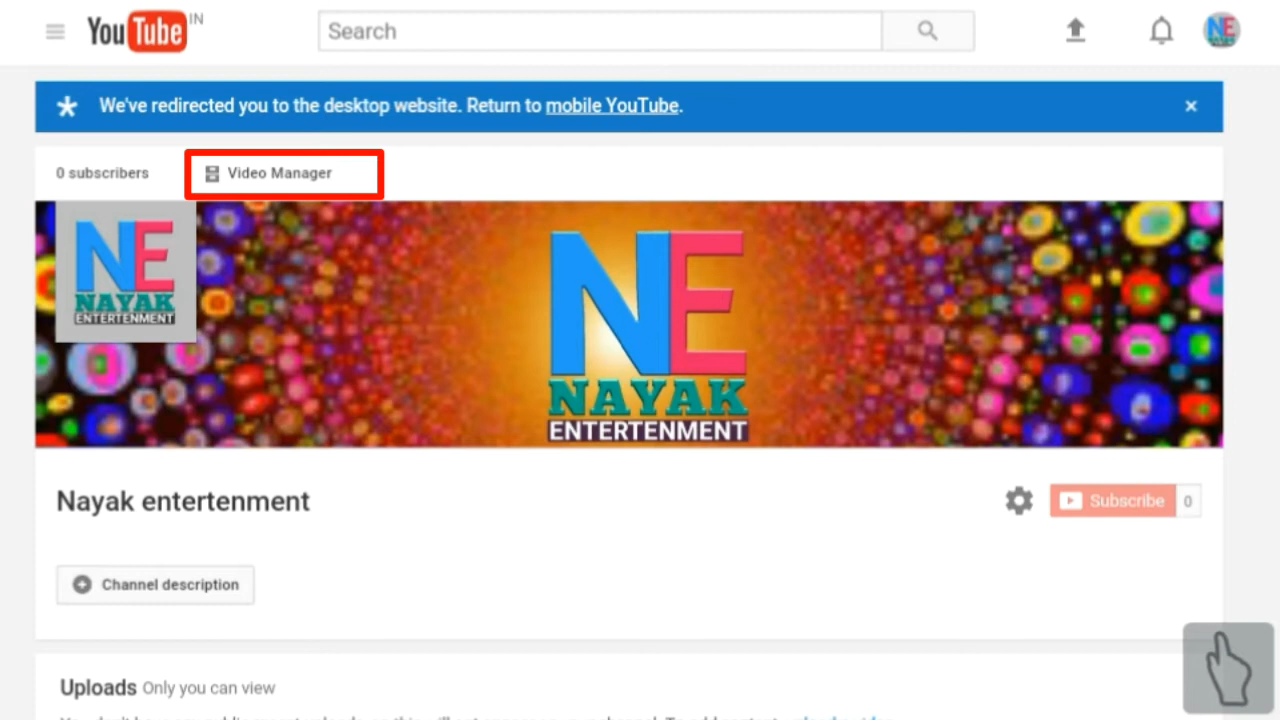 YouTube IN
Search
We've redirected you to the desktop website. Return to mobile YouTube.
0 subscribers
Video Manager
NE
NAYAK
ENTERTENMENT
NE
NAYAK
ENTERTENMENT
Nayak entertenment
Subscribe 0
Channel description
Uploads Only you can view